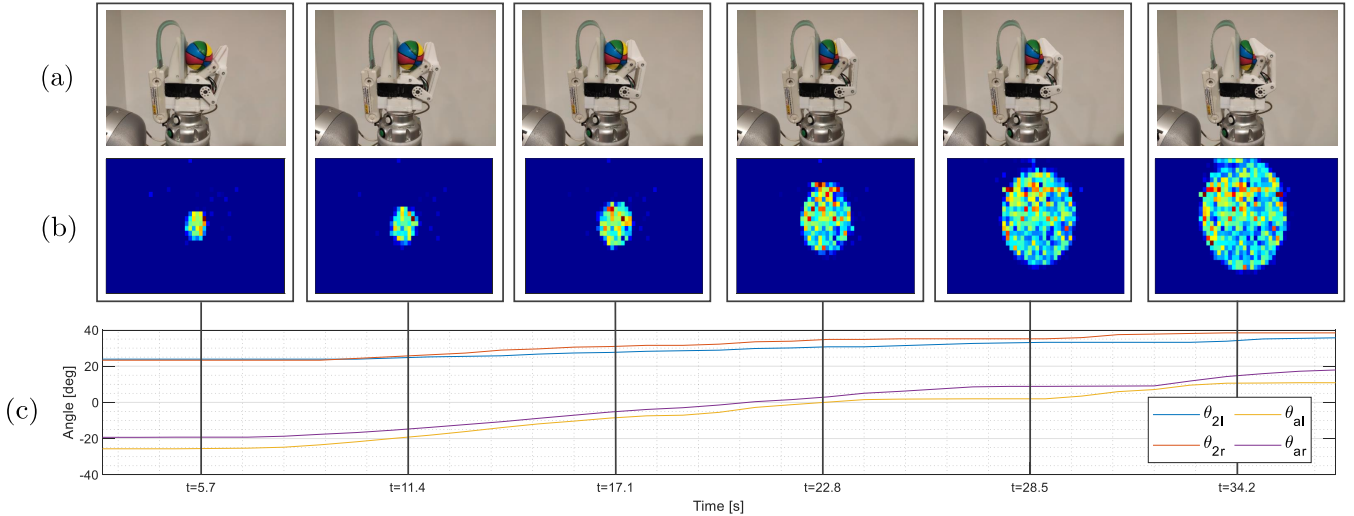 (a)
(b)
(c)
Angle [deg]
40
20
0
-20
-40
θ2l θal
θ2r θar
t=5.7 t=11.4 t=17.1 t=22.8 t=28.5 t=34.2
Time [s]